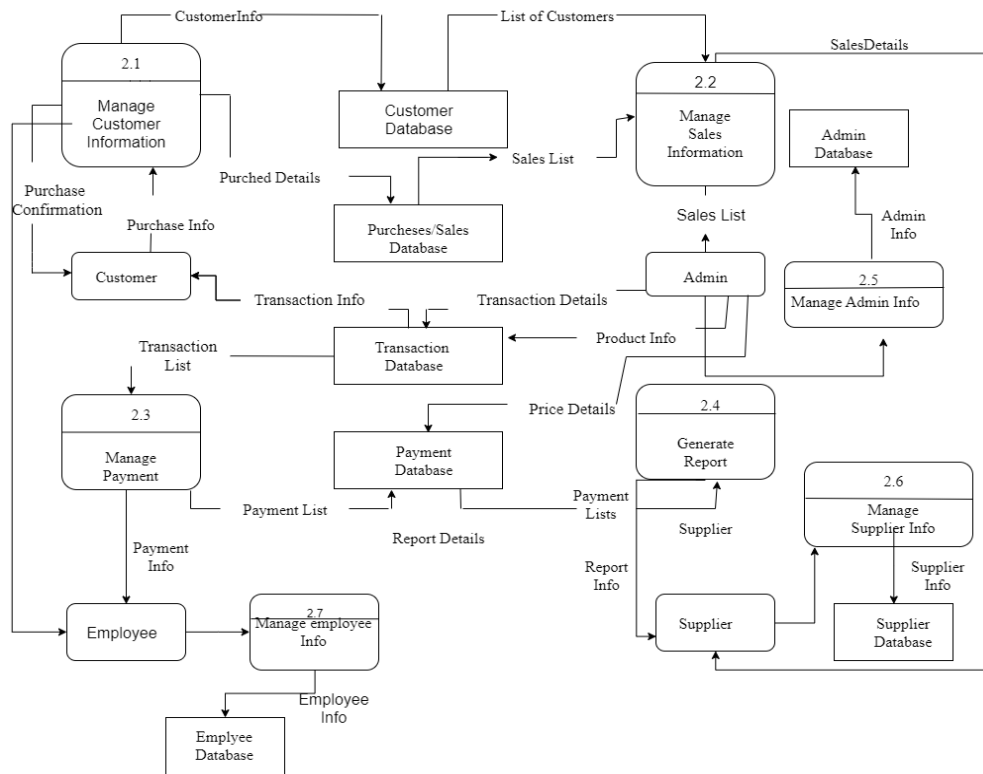 CustomerInfo
List of Customers
SalesDetails
2.1
Manage
Customer
Information
2.2
Manage
Sales
Information
Customer
Database
Admin
Database
Sales List
Purched Details
Purchase
Confirmation
Purchase Info
Purcheses/Sales
Database
Sales List
Admin
Info
Customer
Admin
2.5
Manage Admin Info
Transaction Info
Transaction Details
Product Info
Transaction
List
Transaction
Database
Price Details
2.3
Manage
Payment
2.4
Generate
Report
Payment
Database
2.6
Manage
Supplier Info
Payment List
Payment
Lists
Report Details
Supplier
Payment
Info
Report
Info
Supplier
Info
Employee
2.7
Manage employee
Info
Supplier
Supplier
Database
Employee
Info
Emplyee
Database